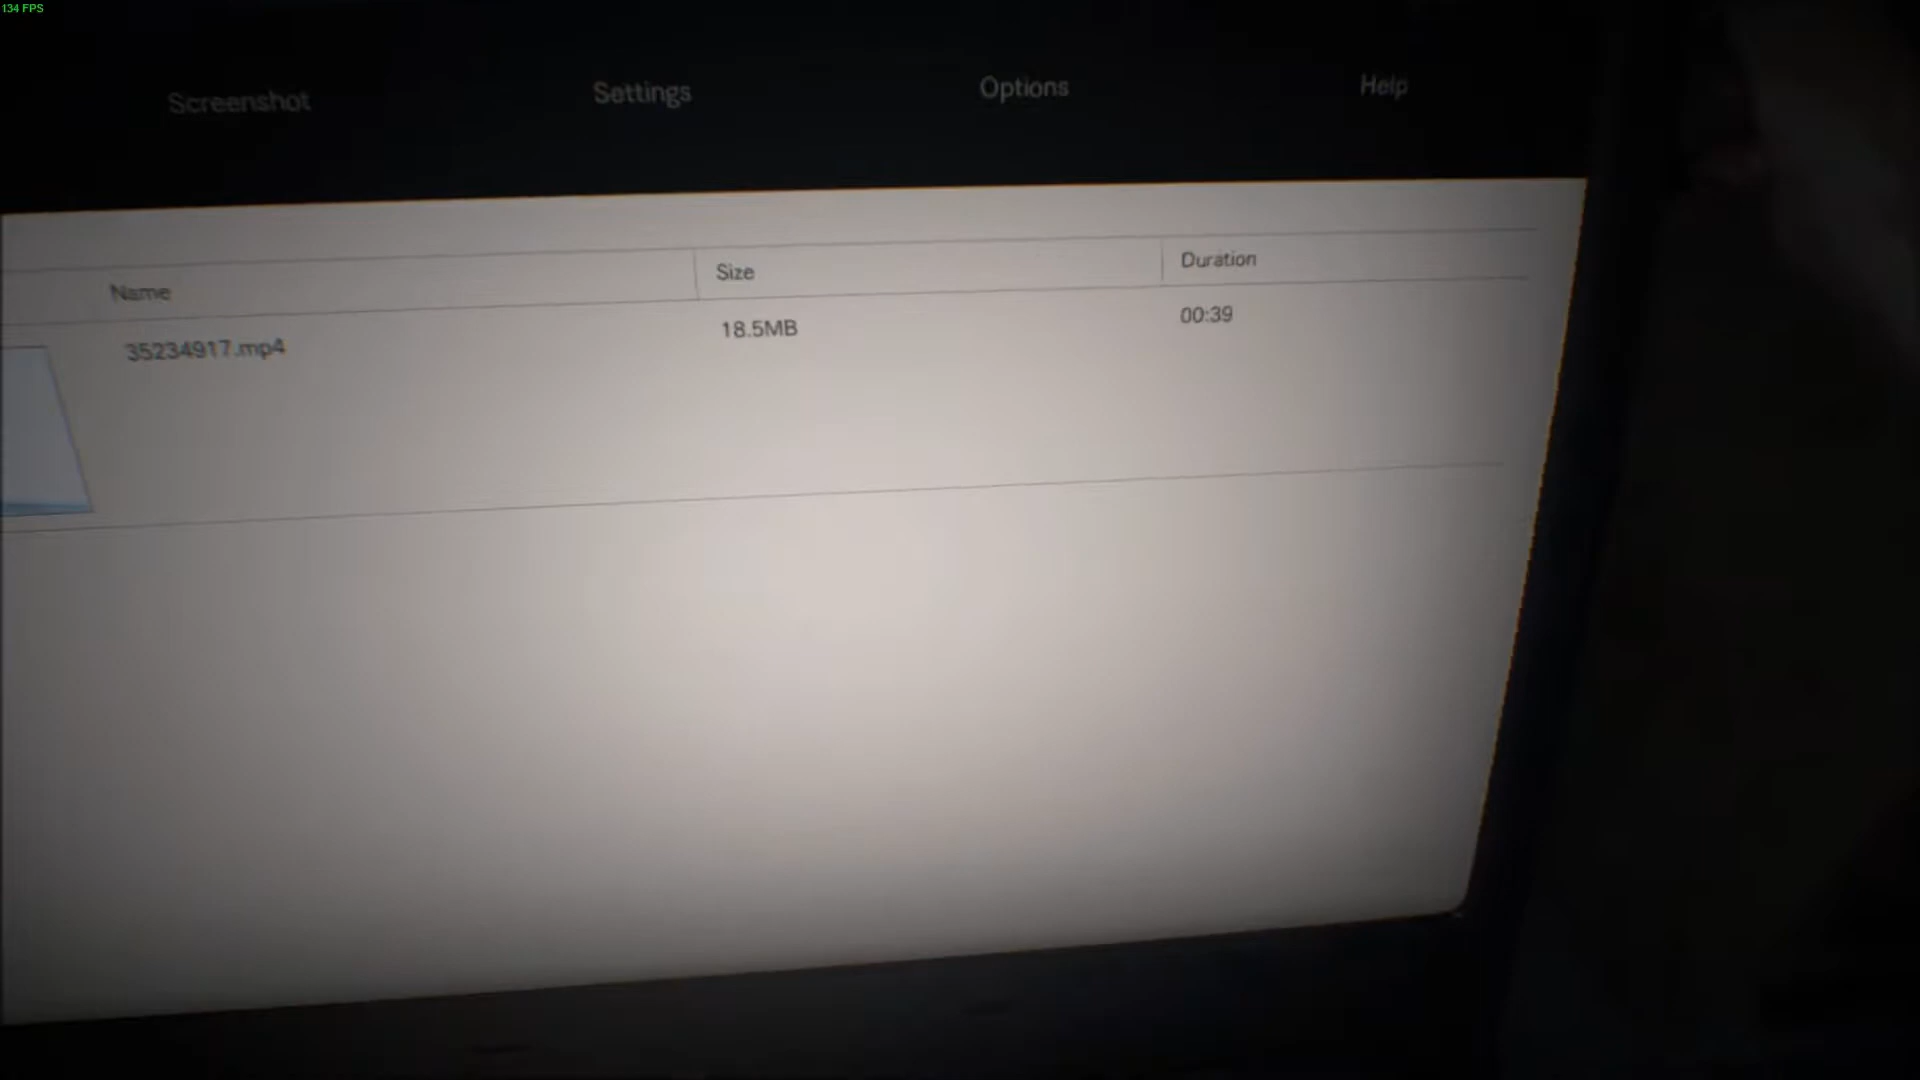 134 FPS
Screenshot Settings Options Help
Name Size Duration
35234917.mp4 18.5MB 00:39